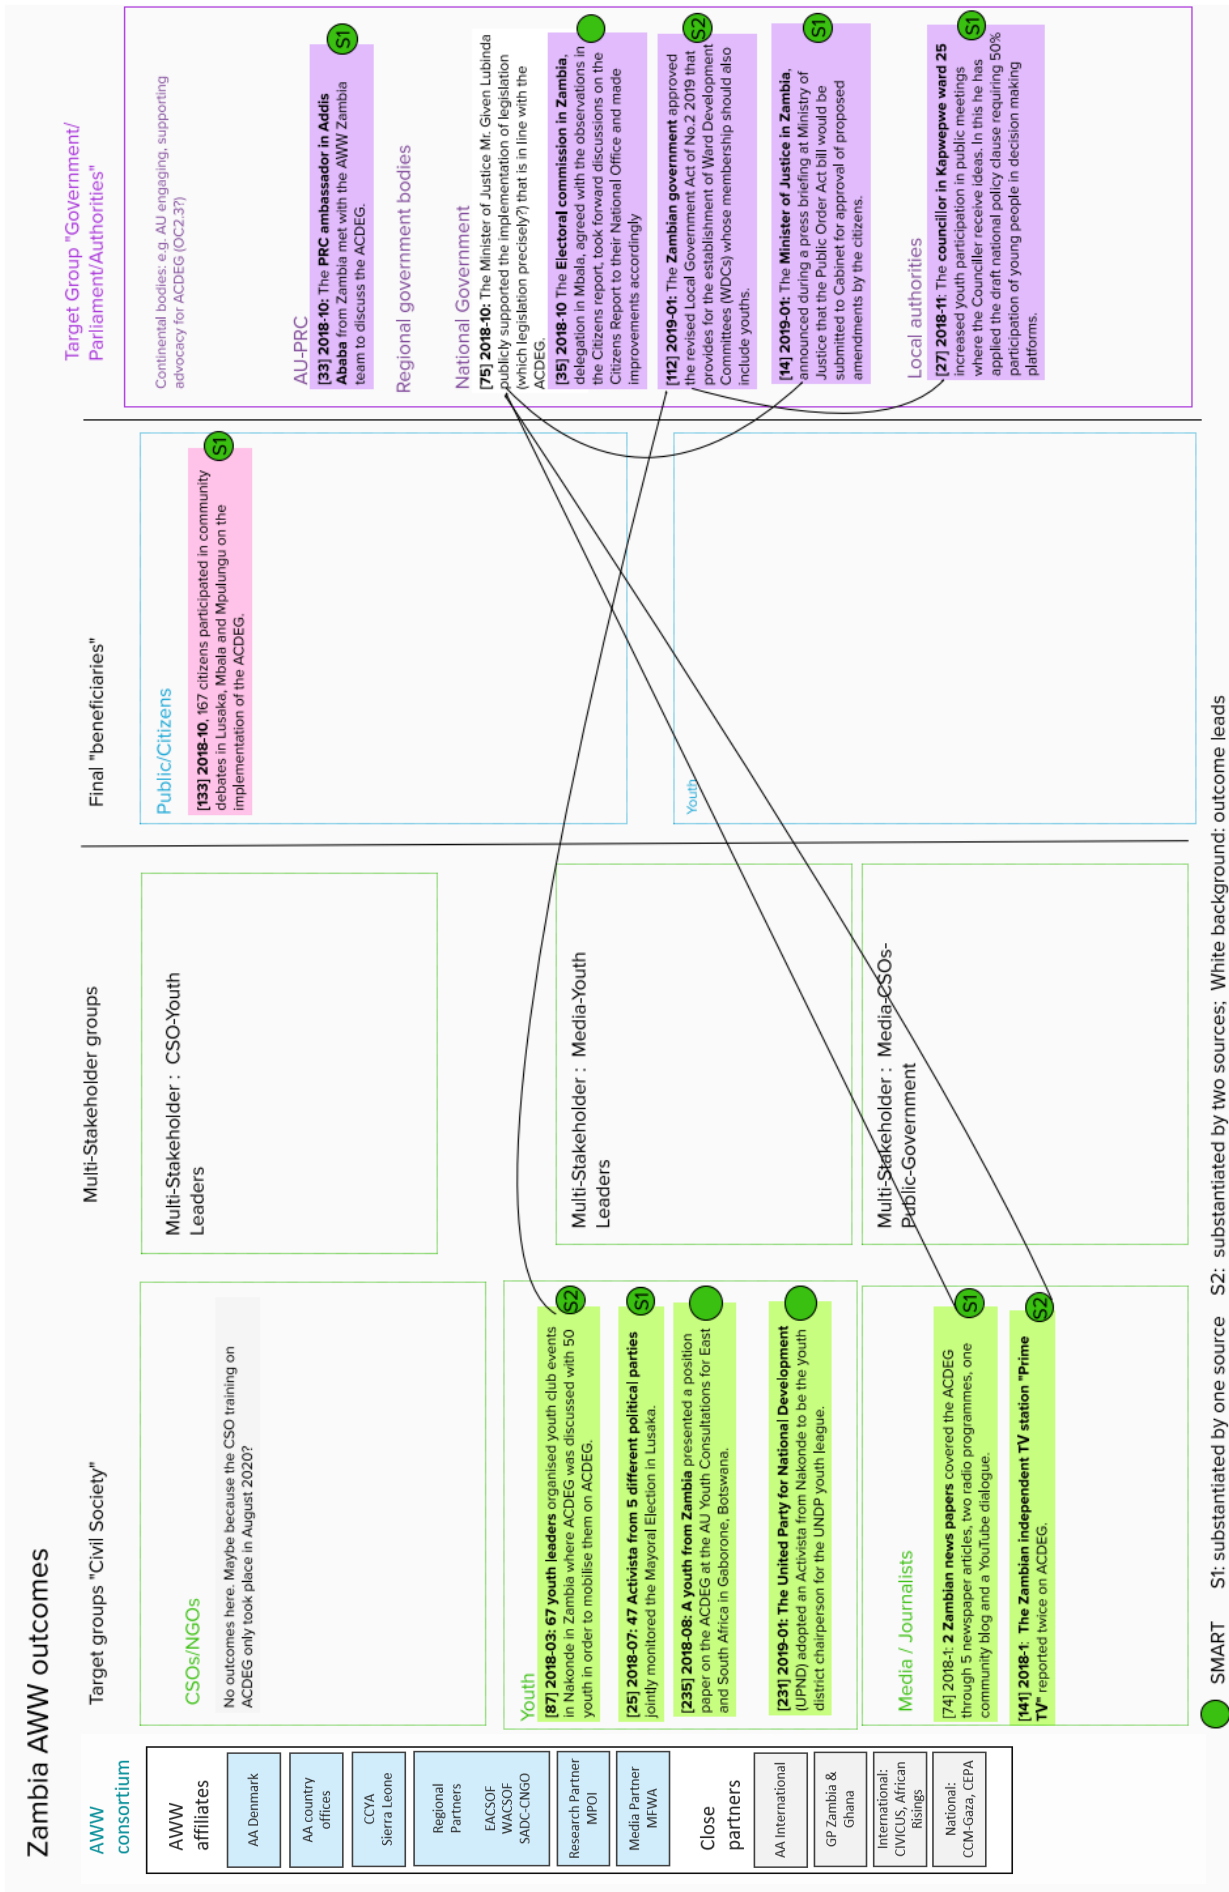 Zambia AWW outcomes
AWW
consortium
AWW
affiliates
AA Denmark
AA country
offices
CCYA
Sierra Leone
Regional
Partners
EACSOF
WACSOF
SADC-CNGO
Research Partner
MPOI
Media Partner
MFWA
Close
partners
AA International
GP Zambia &
Ghana
International:
CIVICUS, African
Risings
National:
CCM-Gaza, CEPA
Target groups "Civil Society"
CSOs/NGOs
No outcomes here. Maybe because the CSO training on
ACDEG only took place in August 2020?
Youth
[87] 2018-03: 67 youth leaders organised youth club events
in Nakonde in Zambia where ACDEG was discussed with 50
youth in order to mobilise them on ACDEG.
S2
[25] 2018-07: 47 Activista from 5 different political parties
jointly monitored the Mayoral Election in Lusaka.
S1
[235] 2018-08: A youth from Zambia presented a position
paper on the ACDEG at the AU Youth Consultations for East
and South Africa in Gaborone, Botswana.
[231] 2019-01: The United Party for National Development
(UPND) adopted an Activista from Nakonde to be the youth
district chairperson for the UNDP youth league.
Media / Journalists
[74] 2018-1: 2 Zambian news papers covered the ACDEG
through 5 newspaper articles, two radio programmes, one
community blog and a YouTube dialogue.
S1
[141] 2018-1: The Zambian independent TV station "Prime
TV" reported twice on ACDEG.
S2
Multi-Stakeholder groups
Multi-Stakeholder : CSO-Youth
Leaders
Multi-Stakeholder : Media-Youth
Leaders
Multi-Stakeholder : Media-CSOs-
Public-Government
Final "beneficiaries"
Public/Citizens
[133] 2018-10, 167 citizens participated in community
debates in Lusaka, Mbala and Mpulungu on the
implementation of the ACDEG.
S1
Youth
Target Group "Government/
Parliament/Authorities"
Continental bodies: e.g. AU engaging, supporting
advocacy for ACDEG (OC2.3?)
AU-PRC
[33] 2018-10: The PRC ambassador in Addis
Ababa from Zambia met with the AWW Zambia
team to discuss the ACDEG.
S1
Regional government bodies
National Government
[75] 2018-10: The Minister of Justice Mr. Given Lubinda
publicly supported the implementation of legislation
(which legislation precisely?) that is in line with the
ACDEG.
[35] 2018-10 The Electoral commission in Zambia,
delegation in Mbala, agreed with the observations in
the Citizens report, took forward discussions on the
Citizens Report to their National Office and made
improvements accordingly
[112] 2019-01: The Zambian government approved
the revised Local Government Act of No.2 2019 that
provides for the establishment of Ward Development
Committees (WDCs) whose membership should also
include youths.
S2
[14] 2019-01: The Minister of Justice in Zambia,
announced during a press briefing at Ministry of
Justice that the Public Order Act bill would be
submitted to Cabinet for approval of proposed
amendments by the citizens.
S1
Local authorities
[27] 2018-11: The councillor in Kapwepwe ward 25
increased youth participation in public meetings
where the Counciller receive ideas. In this he has
applied the draft national policy clause requiring 50%
participation of young people in decision making
platforms.
S1
SMART S1: substantiated by one source S2: substantiated by two sources; White background: outcome leads